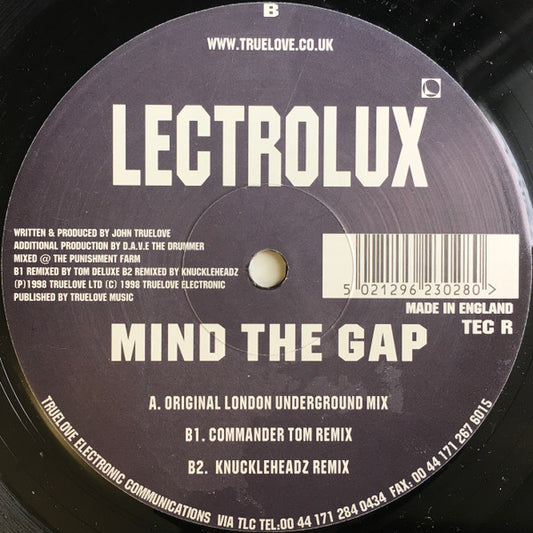 B
WWW.TRUELOVE.CO.UK
LECTROLUX
WRITTEN & PRODUCED BY JOHN TRUELOVE
ADDITIONAL PRODUCTION BY D.A.V.E THE DRUMMER
MIXED @ THE PUNISHMENT FARM
B1 REMIXED BY TOM DELUXE B2 REMIXED BY KNUCKLEHEADZ
(P)1998 TRUELOVE LTD (C) 1998 TRUELOVE ELECTRONIC
PUBLISHED BY TRUELOVE MUSIC
5 021296 230280 >
MADE IN ENGLAND
TEC R
MIND THE GAP
A. ORIGINAL LONDON UNDERGROUND MIX
B1. COMMANDER TOM REMIX
B2. KNUCKLEHEADZ REMIX
TRUELOVE ELECTRONIC COMMUNICATIONS VIA TLC TEL:00 44 171 284 0434 FAX: 00 44 171 267 6015